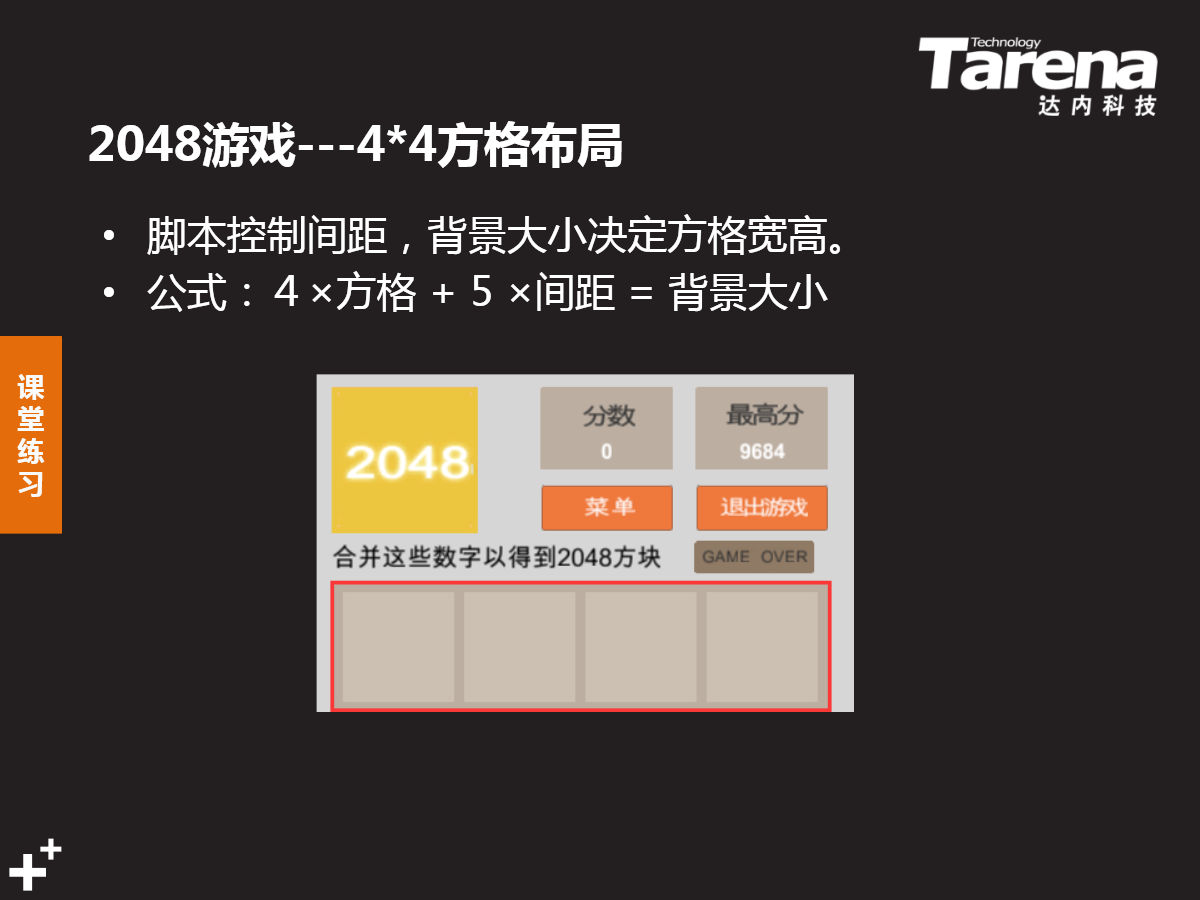 Technology
Tarena
达内科技
2048游戏---4*4方格布局
• 脚本控制间距，背景大小决定方格宽高。
• 公式：4×方格 + 5 ×间距 = 背景大小
课堂练习
2048
分数
0
最高分
9684
菜单
退出游戏
合并这些数字以得到2048方块
GAME OVER